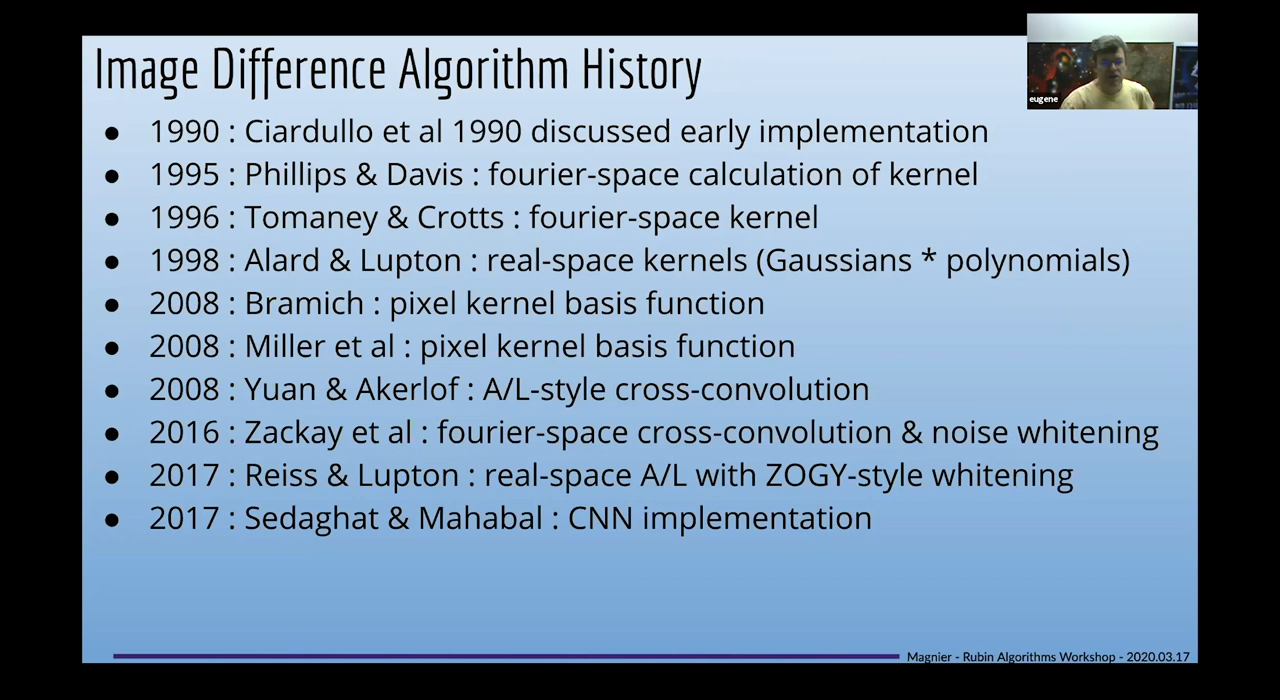 Image Difference Algorithm History
eugene
● 1990 : Ciardullo et al 1990 discussed early implementation
● 1995 : Phillips & Davis : fourier-space calculation of kernel
● 1996 : Tomaney & Crotts : fourier-space kernel
● 1998 : Alard & Lupton : real-space kernels (Gaussians * polynomials)
● 2008 : Bramich : pixel kernel basis function
● 2008 : Miller et al : pixel kernel basis function
● 2008 : Yuan & Akerlof : A/L-style cross-convolution
● 2016 : Zackay et al : fourier-space cross-convolution & noise whitening
● 2017 : Reiss & Lupton : real-space A/L with ZOGY-style whitening
● 2017 : Sedaghat & Mahabal : CNN implementation
Magnier - Rubin Algorithms Workshop - 2020.03.17